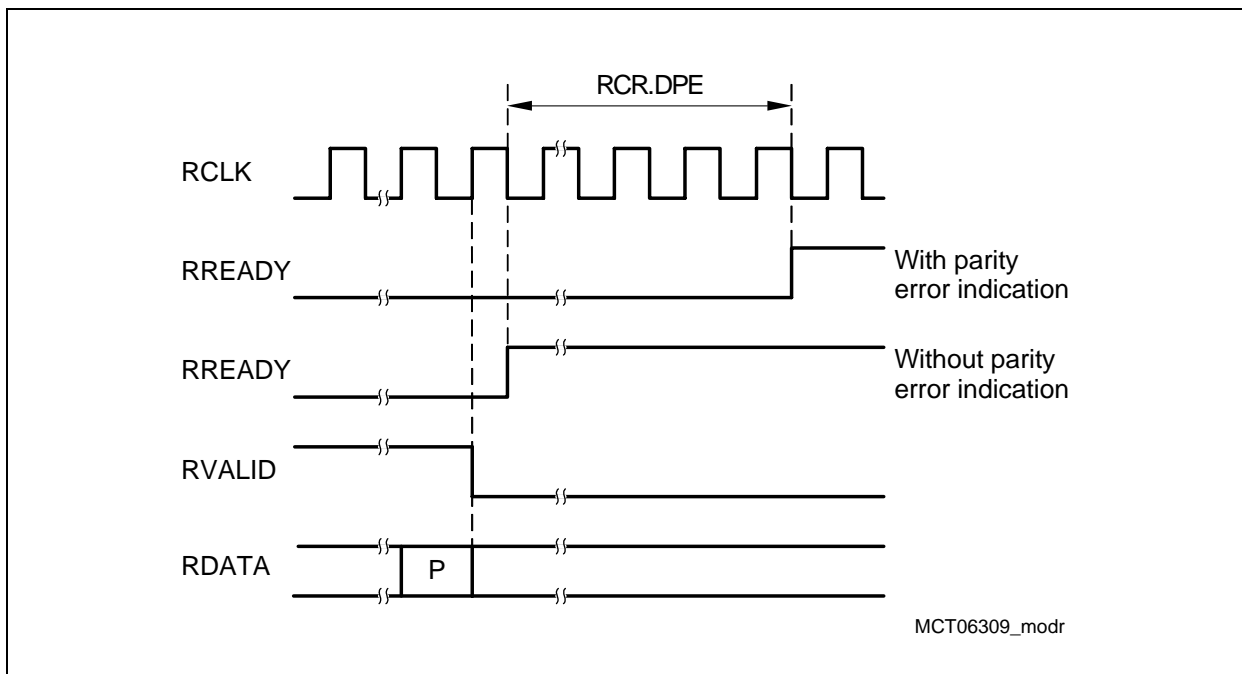 RCR.DPE
RCLK
RREADY
With parity
error indication
RREADY
Without parity
error indication
RVALID
RDATA
P
MCT06309_modr